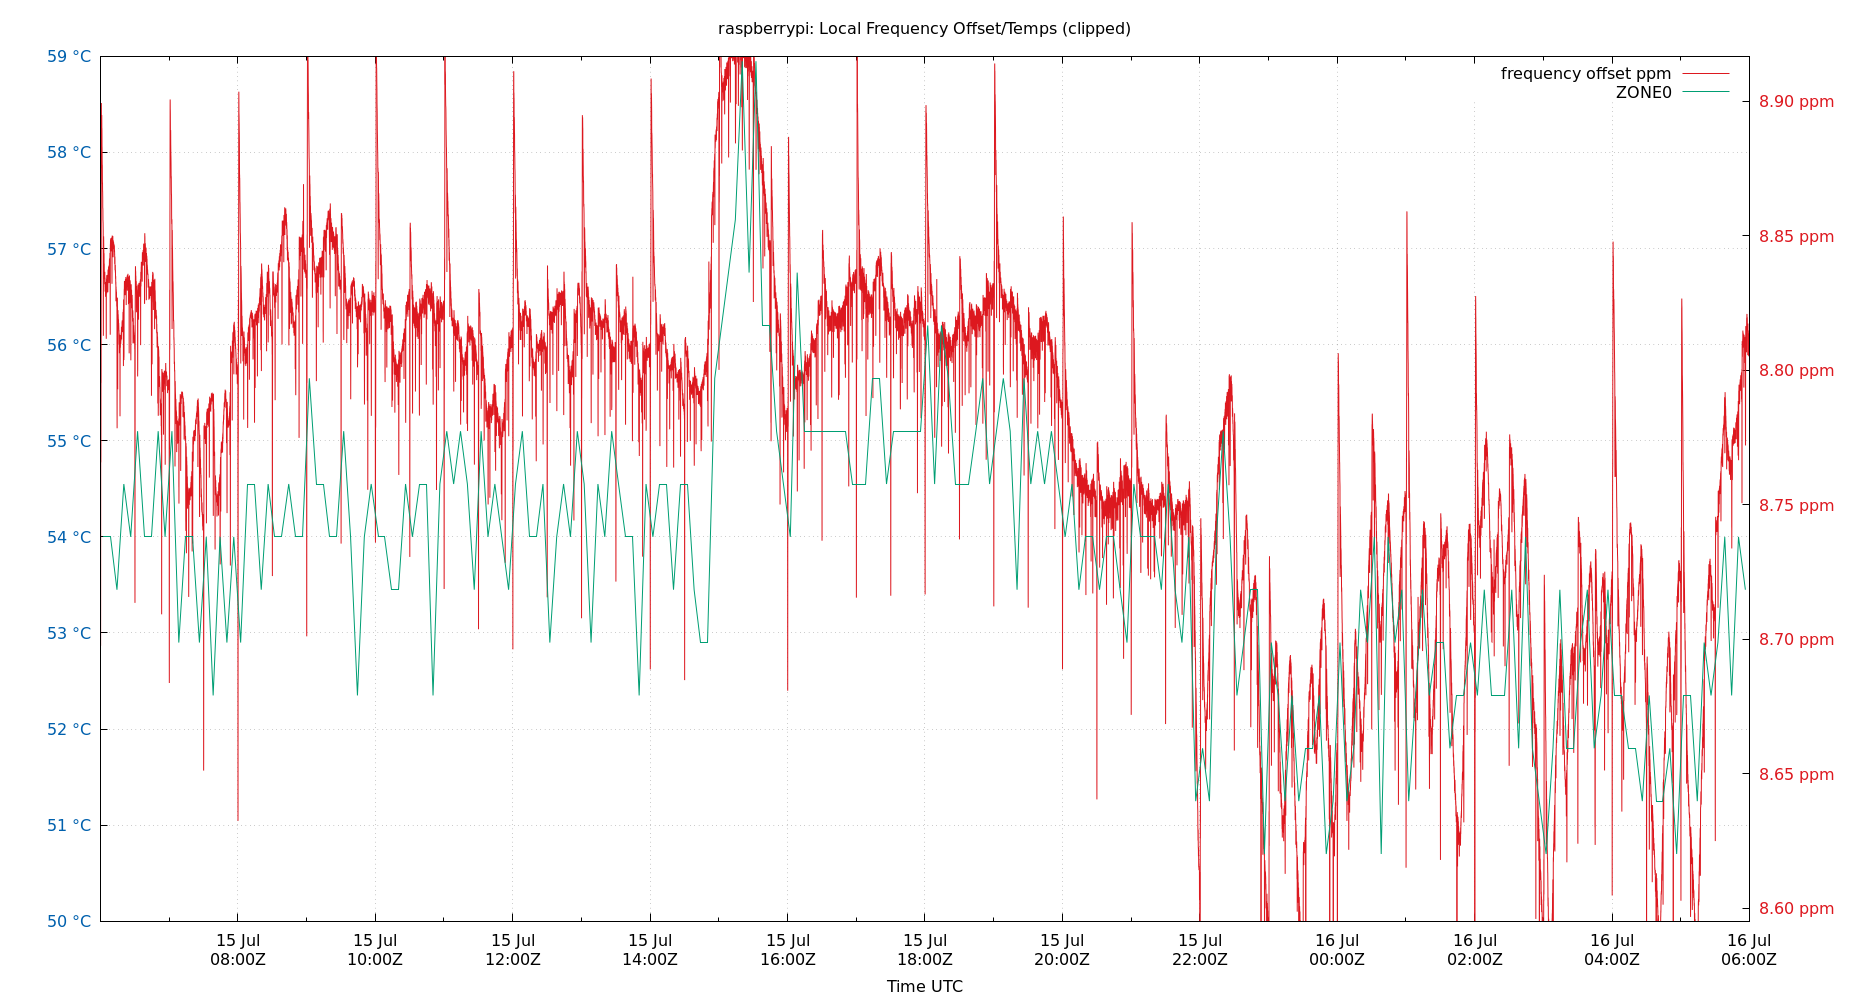 raspberrypi: Local Frequency Offset/Temps (clipped)
59 °C
58 °C
57 °C
56 °C
55 °C
54 °C
53 °C
52 °C
51 °C
50 °C
frequency offset ppm
ZONE0
8.90 ppm
8.85 ppm
8.80 ppm
8.75 ppm
8.70 ppm
8.65 ppm
8.60 ppm
15 Jul
08:00Z
15 Jul
10:00Z
15 Jul
12:00Z
15 Jul
14:00Z
15 Jul
16:00Z
15 Jul
18:00Z
15 Jul
20:00Z
15 Jul
22:00Z
16 Jul
00:00Z
16 Jul
02:00Z
16 Jul
04:00Z
16 Jul
06:00Z
Time UTC